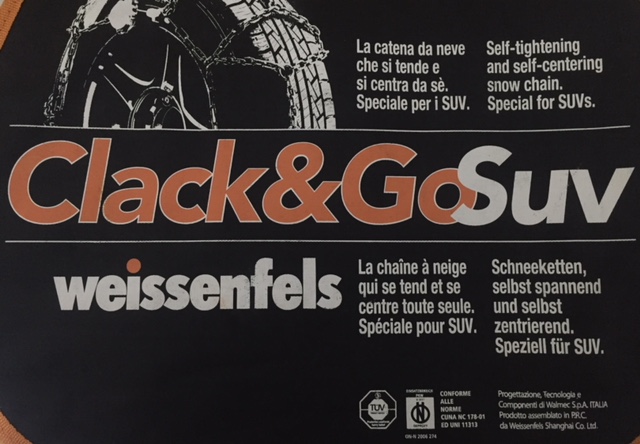 La catena da neve
che si tende e
si centra da sè.
Speciale per i SUV.
Self-tightening
and self-centering
snow chain.
Special for SUVs.
Clack&GoSuv
weissenfels
La chaîne à neige
qui se tend et se
centre toute seule.
Spéciale pour SUV.
Schneeketten,
selbst spannend
und selbst
zentrierend.
Speziell für SUV.
TÜV
CONFORME
ALLE
NORME
CUNA NC 178-01
ED UNI 11313
Progettazione, Tecnologia e
Componenti di Walmec S.p.A. ITALIA
Prodotto assemblato in P.R.C.
da Weissenfels Shanghai Co. Ltd.